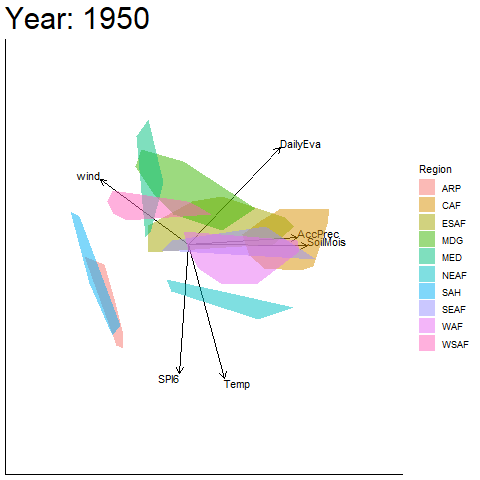 Year: 1950
DailyEva
wind
AccPrec
SoilMois
SPI6
Temp
Region
ARP
CAF
ESAF
MDG
MED
NEAF
SAH
SEAF
WAF
WSAF